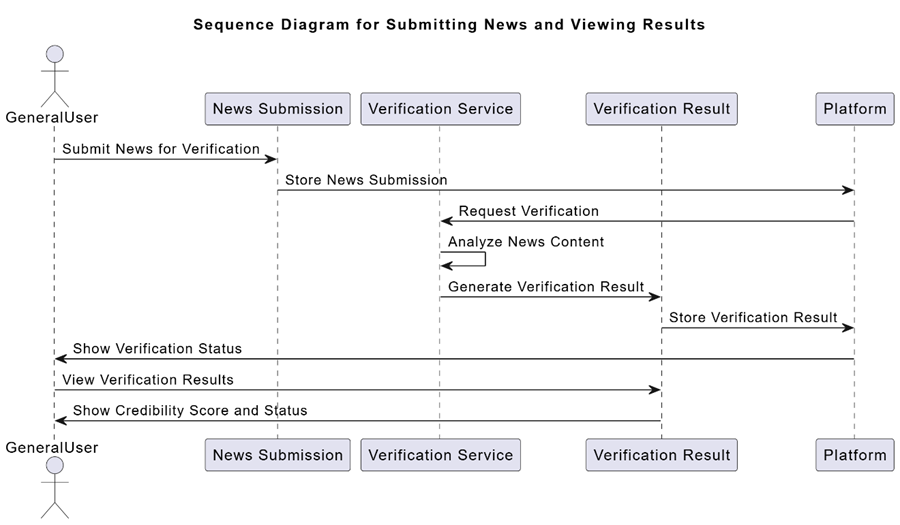 Sequence Diagram for Submitting News and Viewing Results
GeneralUser
News Submission
Verification Service
Verification Result
Platform
Submit News for Verification
Store News Submission
Request Verification
Analyze News Content
Generate Verification Result
Store Verification Result
Show Verification Status
View Verification Results
Show Credibility Score and Status
GeneralUser
News Submission
Verification Service
Verification Result
Platform